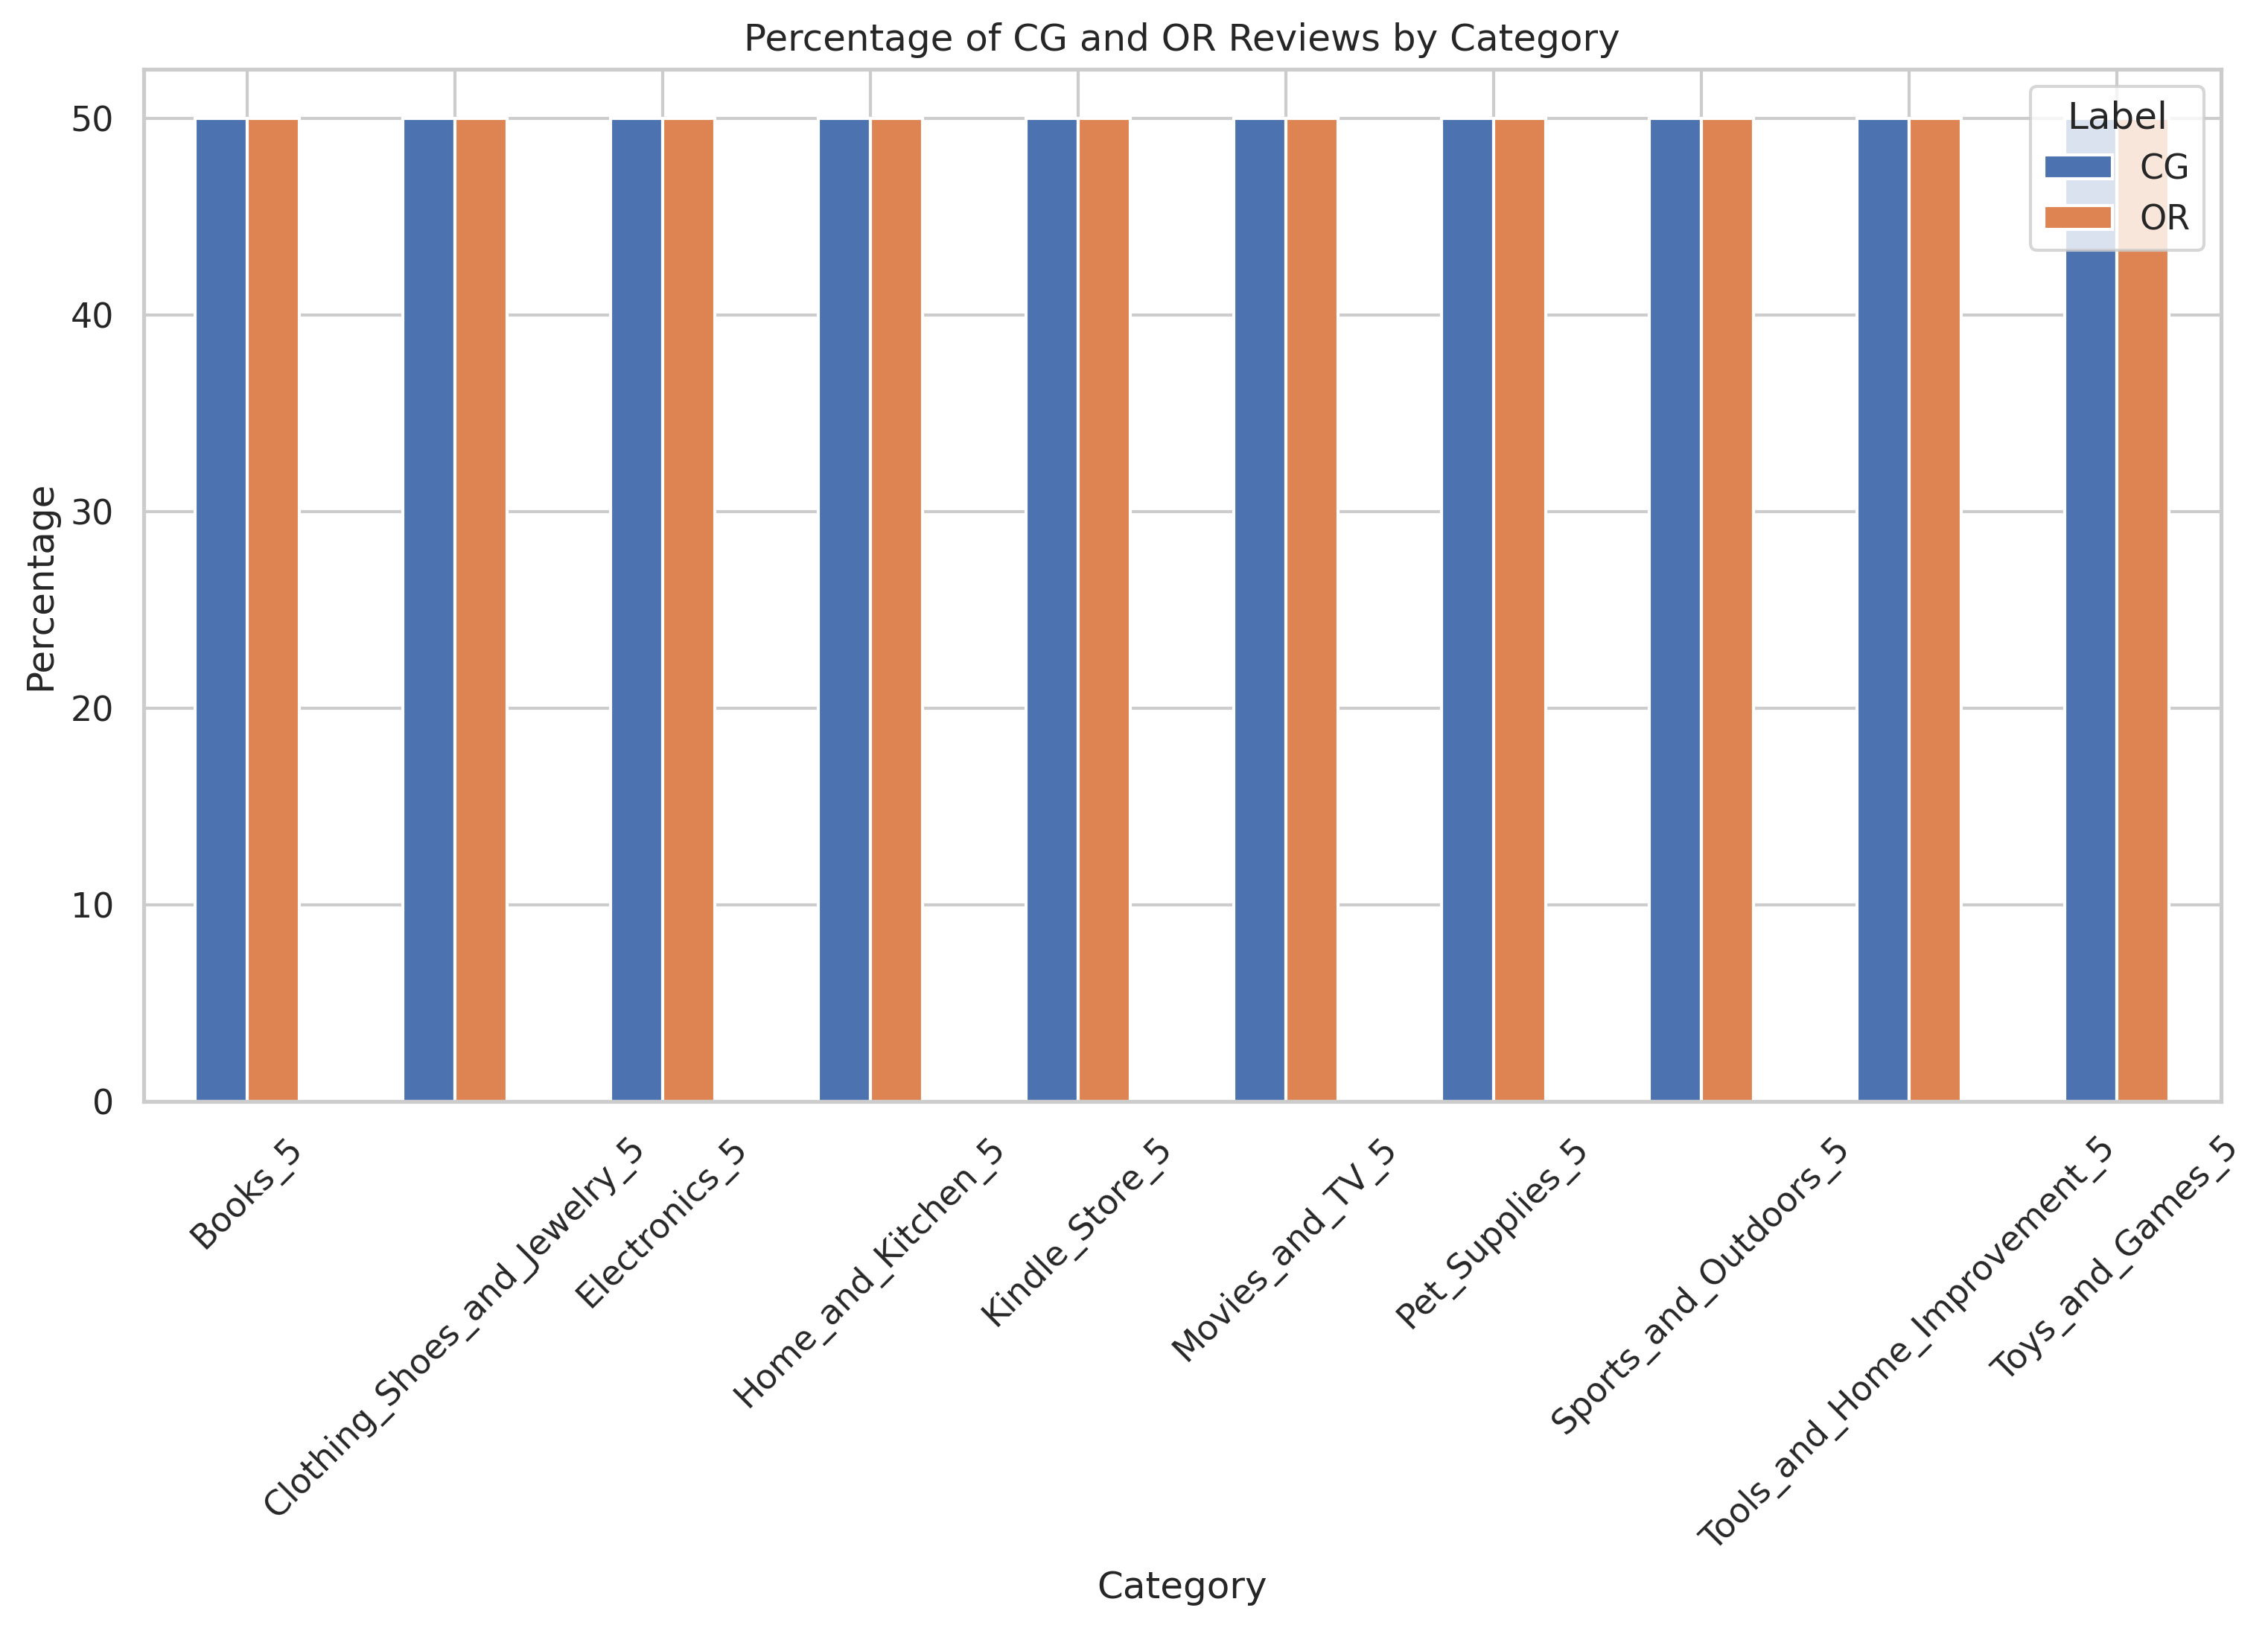 Percentage of CG and OR Reviews by Category
Label
CG
OR
Percentage
50
40
30
20
10
0
Books_5
Clothing_Shoes_and_Jewelry_5
Electronics_5
Home_and_Kitchen_5
Kindle_Store_5
Movies_and_TV_5
Pet_Supplies_5
Sports_and_Outdoors_5
Tools_and_Home_Improvement_5
Toys_and_Games_5
Category